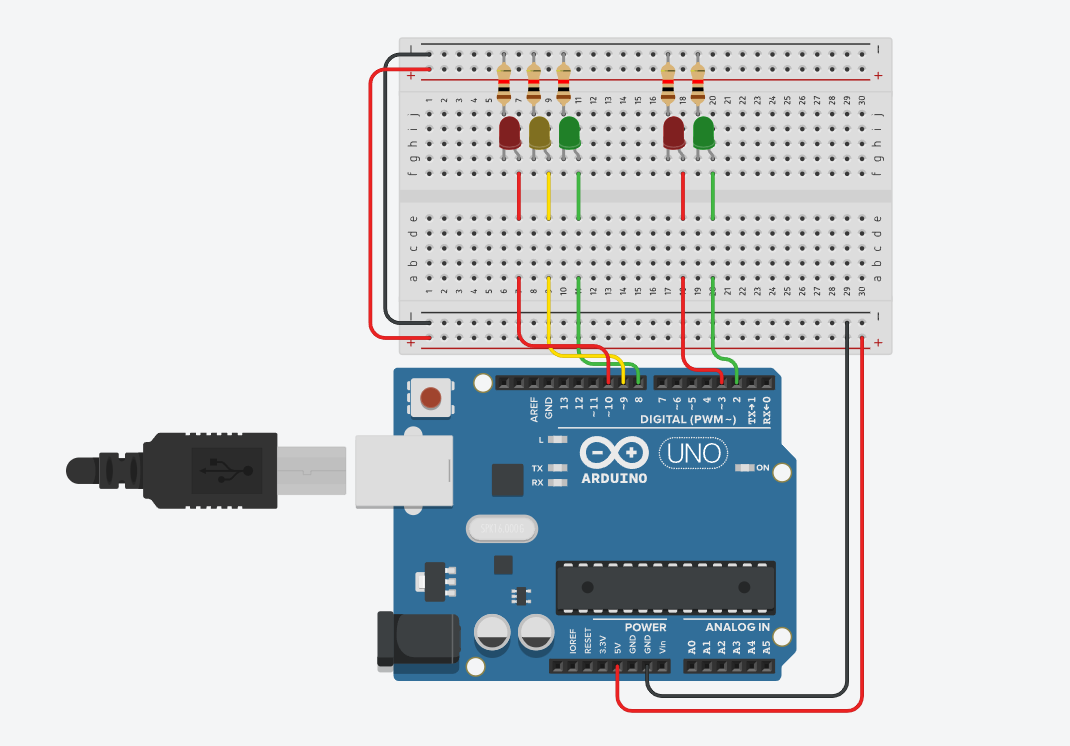 − −
+ +
1 2 3 4 5 6 7 8 9 10 11 12 13 14 15 16 17 18 19 20 21 22 23 24 25 26 27 28 29 30
j j
i i
h h
g g
f f
e e
d d
c c
b b
a a
1 2 3 4 5 6 7 8 9 10 11 12 13 14 15 16 17 18 19 20 21 22 23 24 25 26 27 28 29 30
− −
+ +
AREF GND 13 12 ~11 ~10 ~9 8 7 ~6 ~5 4 ~3 2 TX→1 RX←0
DIGITAL (PWM~)
L
TX
RX
ARDUINO
UNO
ON
POWER
ANALOG IN
IOREF RESET 3.3V 5V GND GND Vin A0 A1 A2 A3 A4 A5